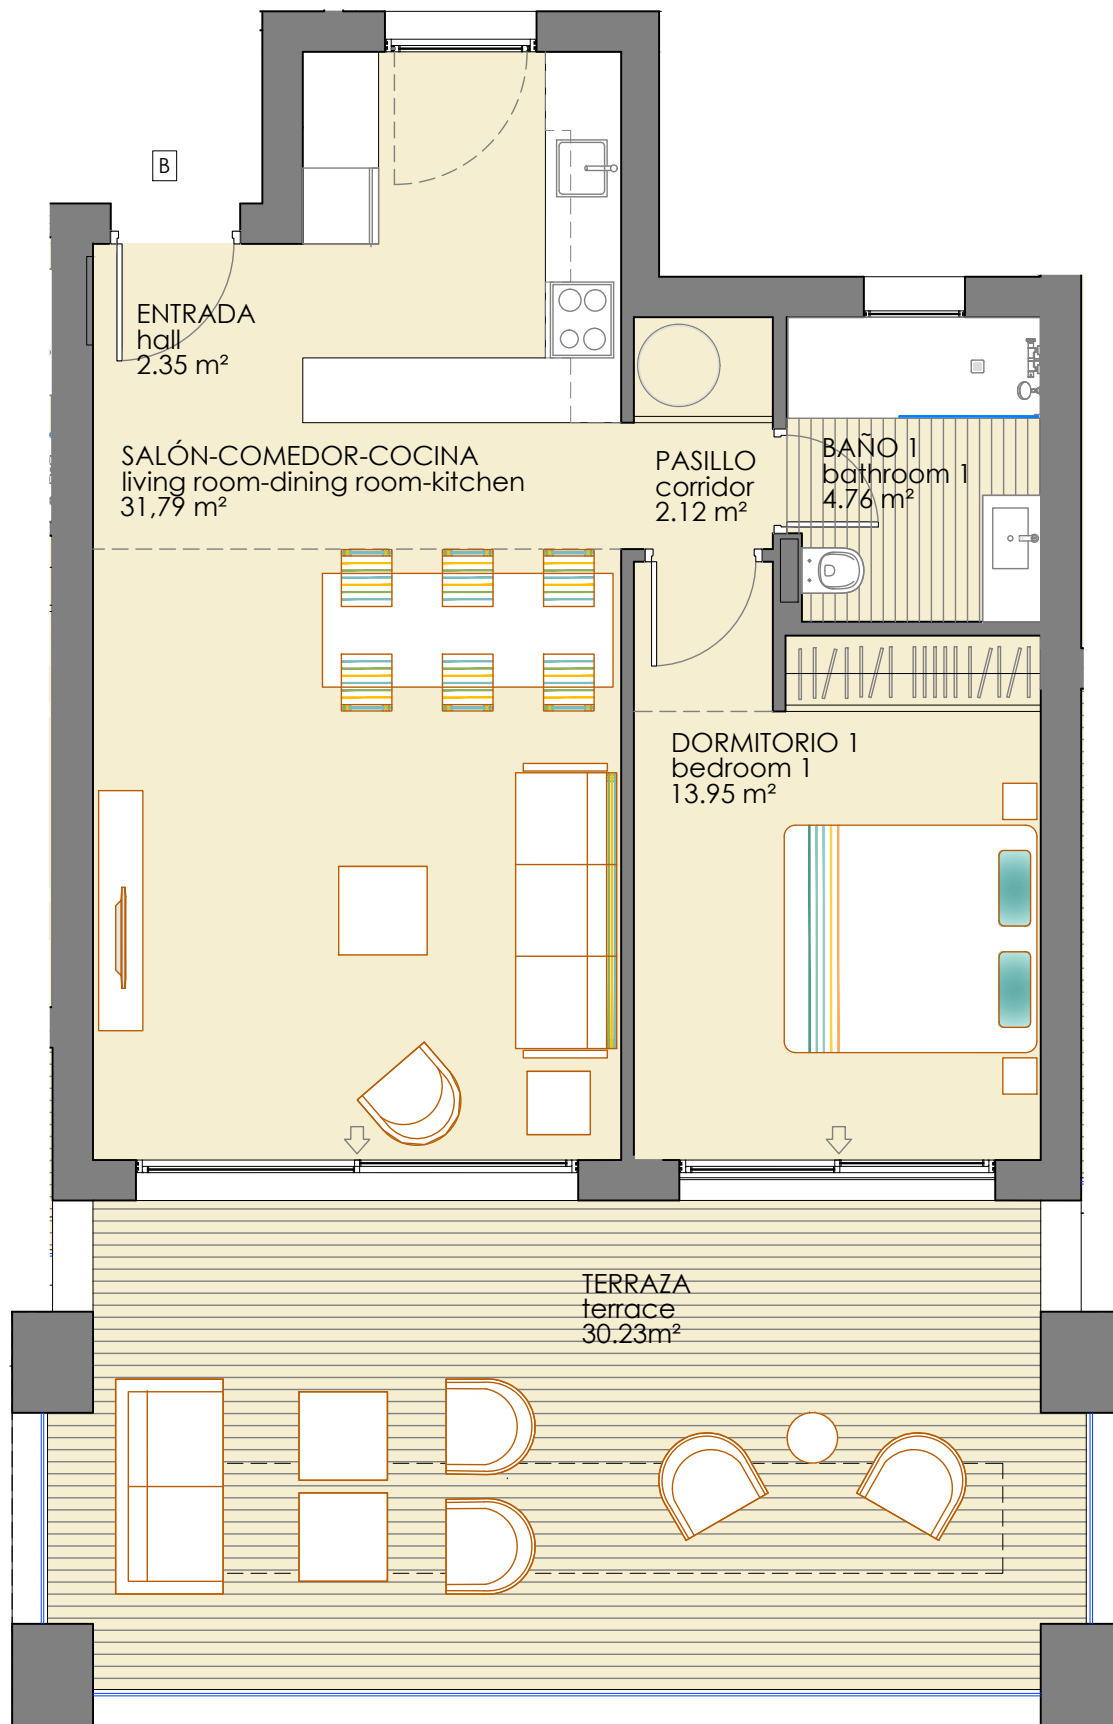 B
ENTRADA
hall
2.35 m²
SALÓN-COMEDOR-COCINA
living room-dining room-kitchen
31,79 m²
PASILLO
corridor
2.12 m²
BAÑO 1
bathroom 1
4.76 m²
DORMITORIO 1
bedroom 1
13.95 m²
TERRAZA
terrace
30.23m²